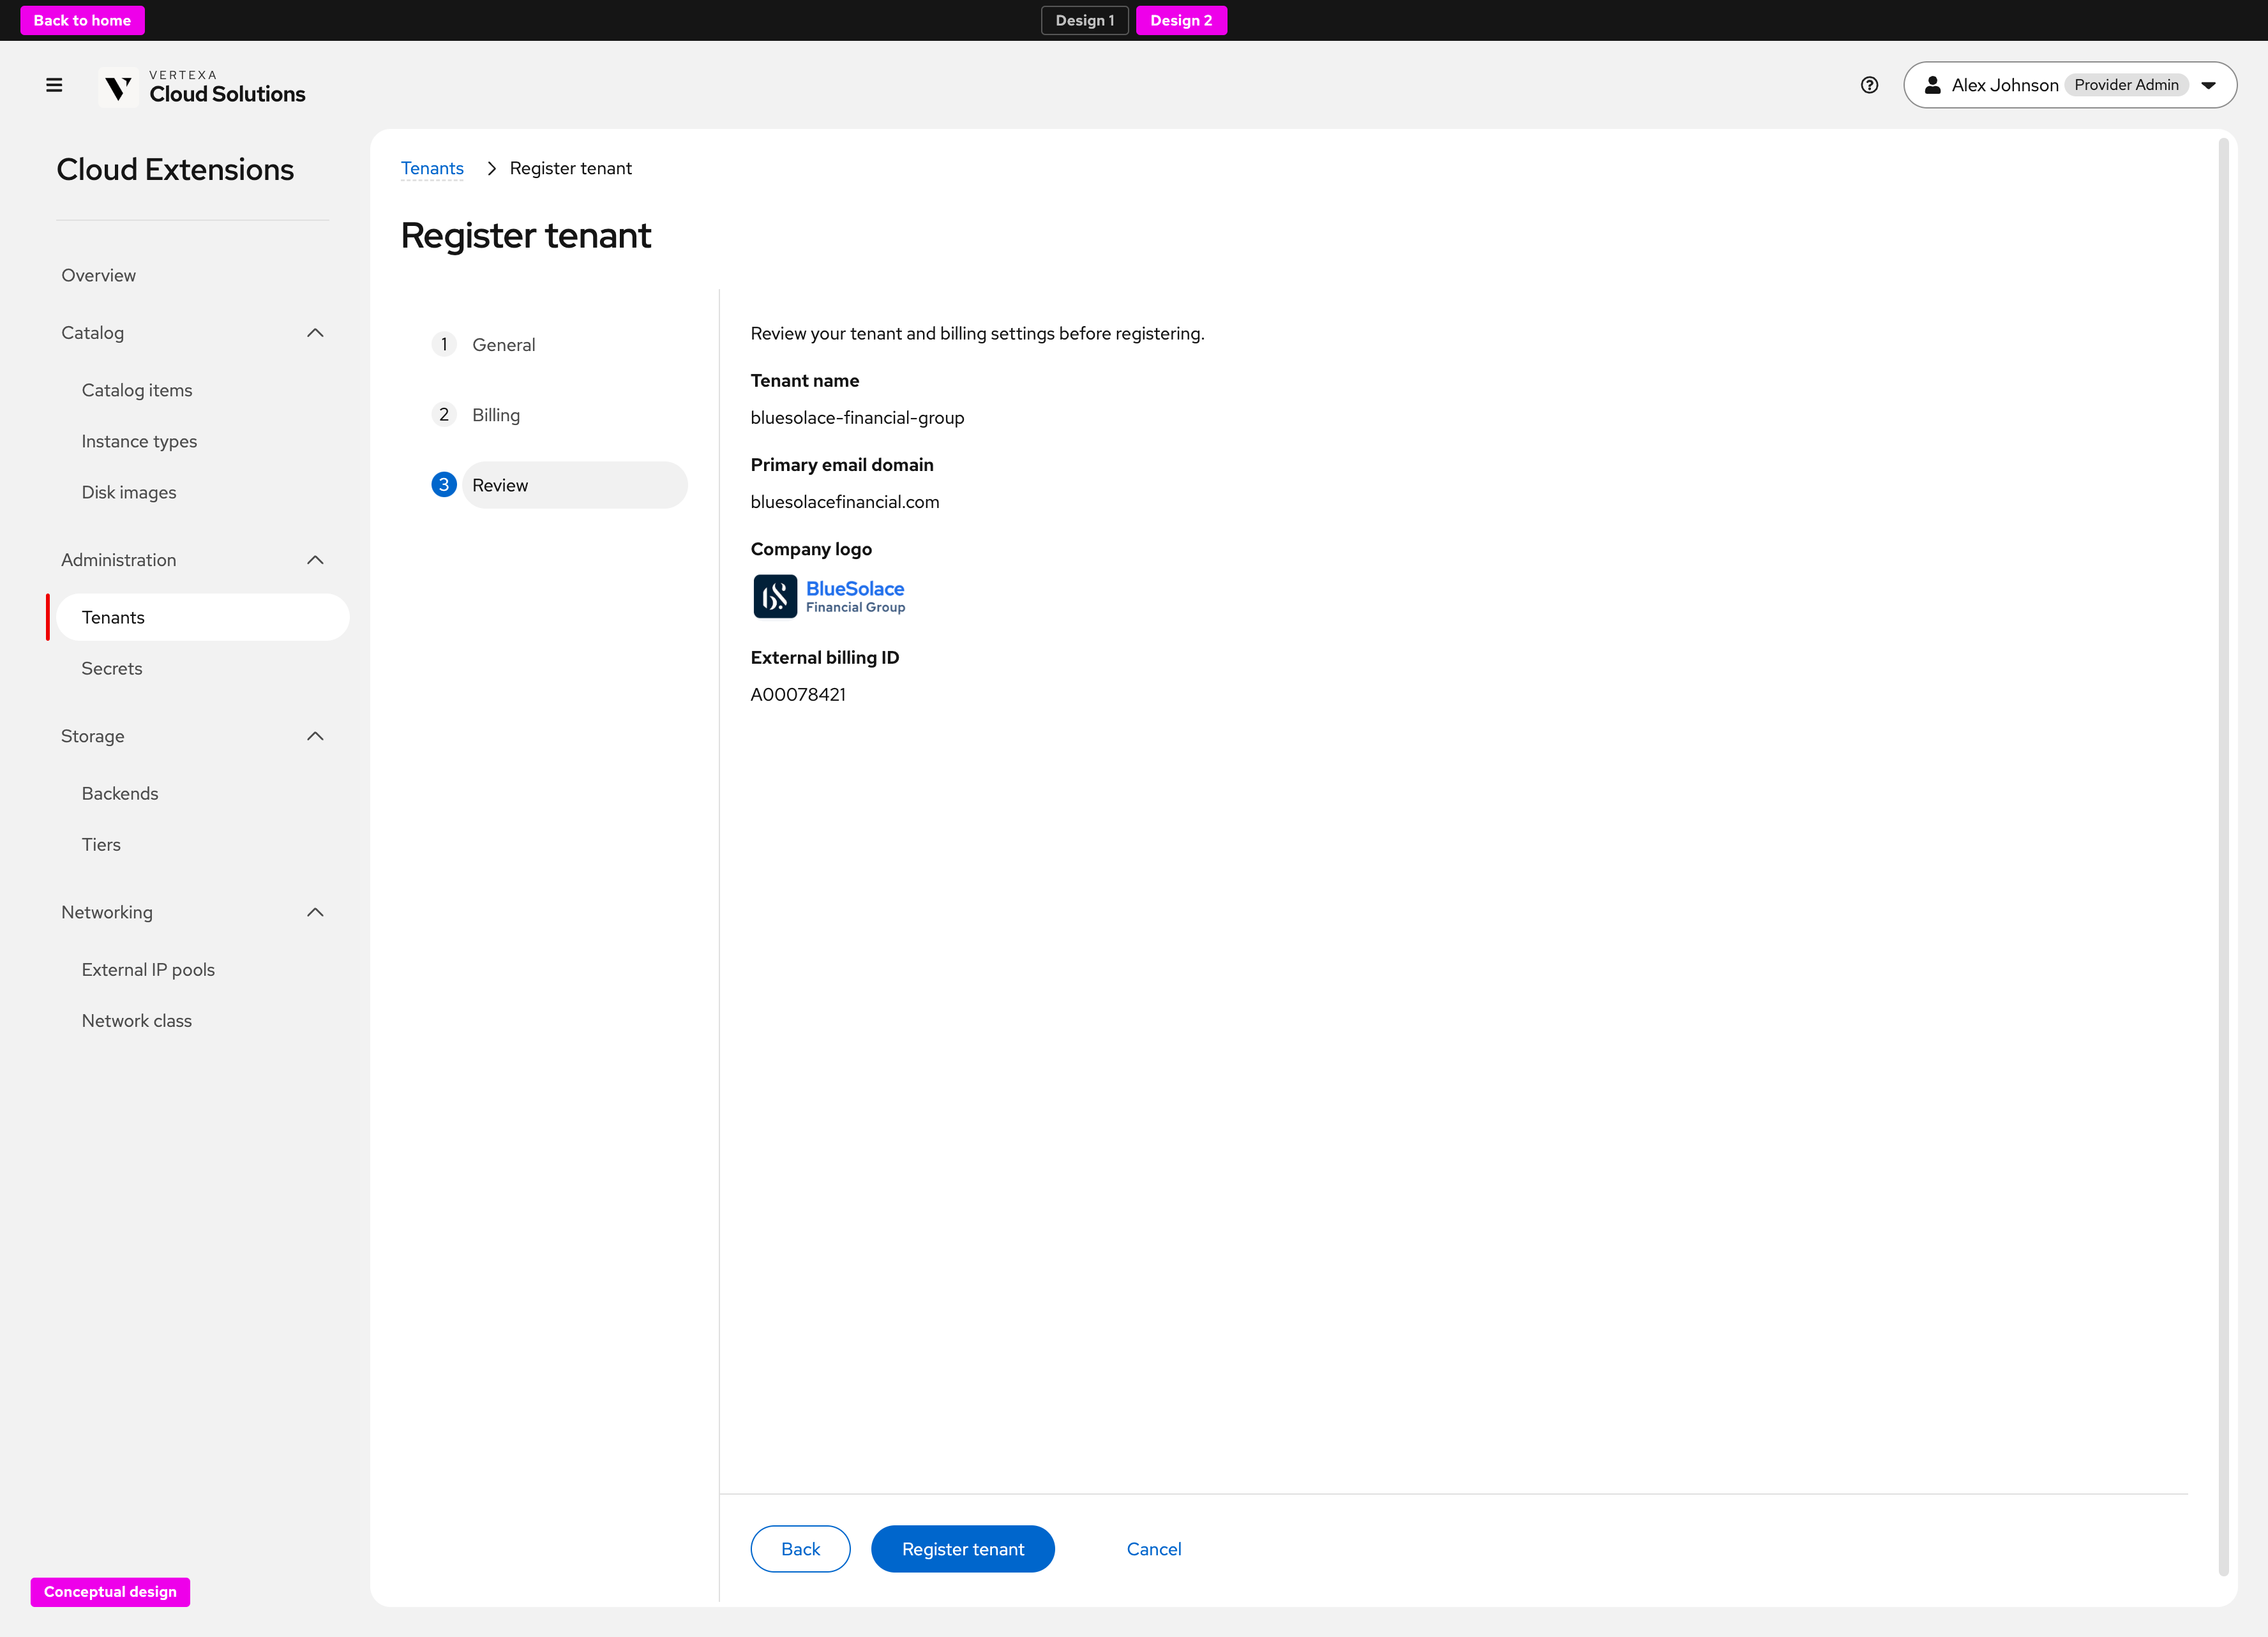 Back to home
Design 1
Design 2
VERTEXA
Cloud Solutions
Alex Johnson
Provider Admin
Cloud Extensions
Overview
Catalog
Catalog items
Instance types
Disk images
Administration
Tenants
Secrets
Storage
Backends
Tiers
Networking
External IP pools
Network class
Conceptual design
Tenants > Register tenant
Register tenant
1 General
2 Billing
3 Review
Review your tenant and billing settings before registering.
Tenant name
bluesolace-financial-group
Primary email domain
bluesolacefinancial.com
Company logo
BlueSolace
Financial Group
External billing ID
A00078421
Back
Register tenant
Cancel